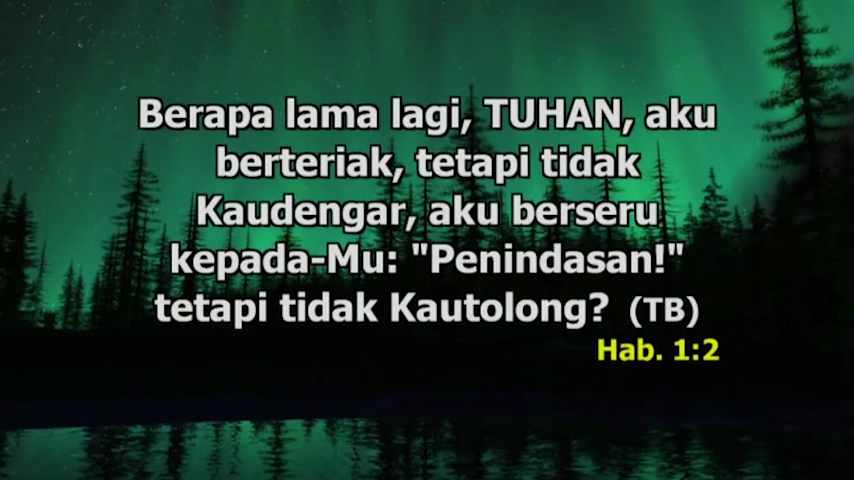 Berapa lama lagi, TUHAN, aku
berteriak, tetapi tidak
Kaudengar, aku berseru
kepada-Mu: "Penindasan!"
tetapi tidak Kautolong? (TB)
Hab. 1:2